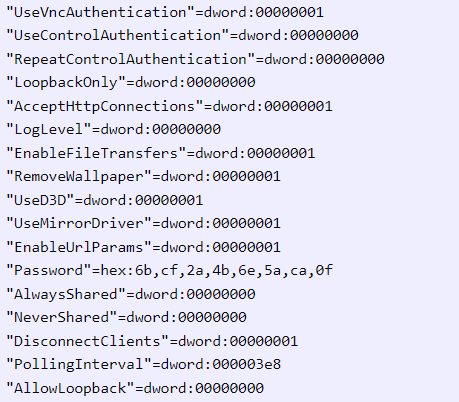 "UseVncAuthentication"=dword:00000001
"UseControlAuthentication"=dword:00000000
"RepeatControlAuthentication"=dword:00000000
"LoopbackOnly"=dword:00000000
"AcceptHttpConnections"=dword:00000001
"LogLevel"=dword:00000000
"EnableFileTransfers"=dword:00000001
"RemoveWallpaper"=dword:00000001
"UseD3D"=dword:00000001
"UseMirrorDriver"=dword:00000001
"EnableUrlParams"=dword:00000001
"Password"=hex:6b,cf,2a,4b,6e,5a,ca,0f
"AlwaysShared"=dword:00000000
"NeverShared"=dword:00000000
"DisconnectClients"=dword:00000001
"PollingInterval"=dword:000003e8
"AllowLoopback"=dword:00000000